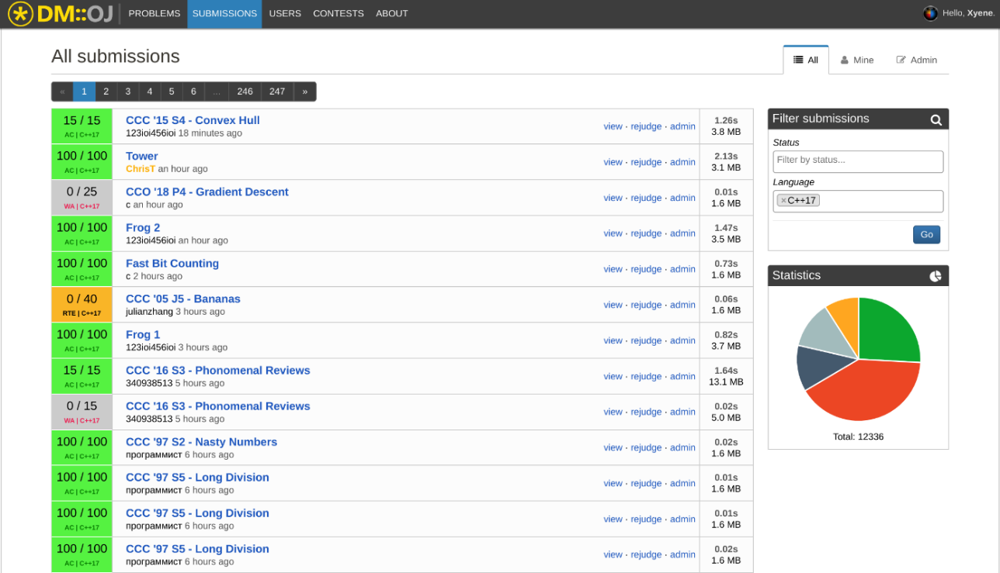 DM::OJ
PROBLEMS SUBMISSIONS USERS CONTESTS ABOUT
Hello, Xyene.
All submissions
All Mine Admin
« 1 2 3 4 5 6 ... 246 247 »
15 / 15
AC | C++17
CCC '15 S4 - Convex Hull
123ioi456ioi 18 minutes ago
view · rejudge · admin
1.26s
3.8 MB
100 / 100
AC | C++17
Tower
ChrisT an hour ago
view · rejudge · admin
2.13s
3.1 MB
0 / 25
WA | C++17
CCO '18 P4 - Gradient Descent
c an hour ago
view · rejudge · admin
0.01s
1.6 MB
100 / 100
AC | C++17
Frog 2
123ioi456ioi an hour ago
view · rejudge · admin
1.47s
3.5 MB
100 / 100
AC | C++17
Fast Bit Counting
c 2 hours ago
view · rejudge · admin
0.73s
1.6 MB
0 / 40
RTE | C++17
CCC '05 J5 - Bananas
julianzhang 3 hours ago
view · rejudge · admin
0.06s
1.6 MB
100 / 100
AC | C++17
Frog 1
123ioi456ioi 3 hours ago
view · rejudge · admin
0.82s
3.7 MB
15 / 15
AC | C++17
CCC '16 S3 - Phonomenal Reviews
340938513 5 hours ago
view · rejudge · admin
1.64s
13.1 MB
0 / 15
WA | C++17
CCC '16 S3 - Phonomenal Reviews
340938513 5 hours ago
view · rejudge · admin
0.02s
5.0 MB
100 / 100
AC | C++17
CCC '97 S2 - Nasty Numbers
программист 6 hours ago
view · rejudge · admin
0.02s
1.6 MB
100 / 100
AC | C++17
CCC '97 S5 - Long Division
программист 6 hours ago
view · rejudge · admin
0.01s
1.6 MB
100 / 100
AC | C++17
CCC '97 S5 - Long Division
программист 6 hours ago
view · rejudge · admin
0.01s
1.6 MB
100 / 100
AC | C++17
CCC '97 S5 - Long Division
программист 6 hours ago
view · rejudge · admin
0.02s
1.6 MB
Filter submissions
Status
Filter by status...
Language
×C++17
Go
Statistics
Total: 12336